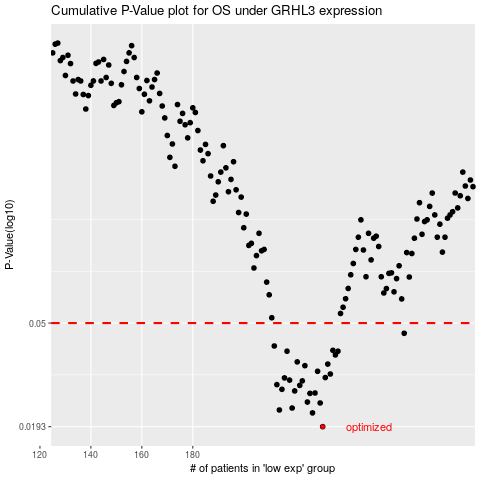 Cumulative P-Value plot for OS under GRHL3 expression
P-Value(log10)
0.05
0.0193
optimized
120 140 160 180
# of patients in 'low exp' group